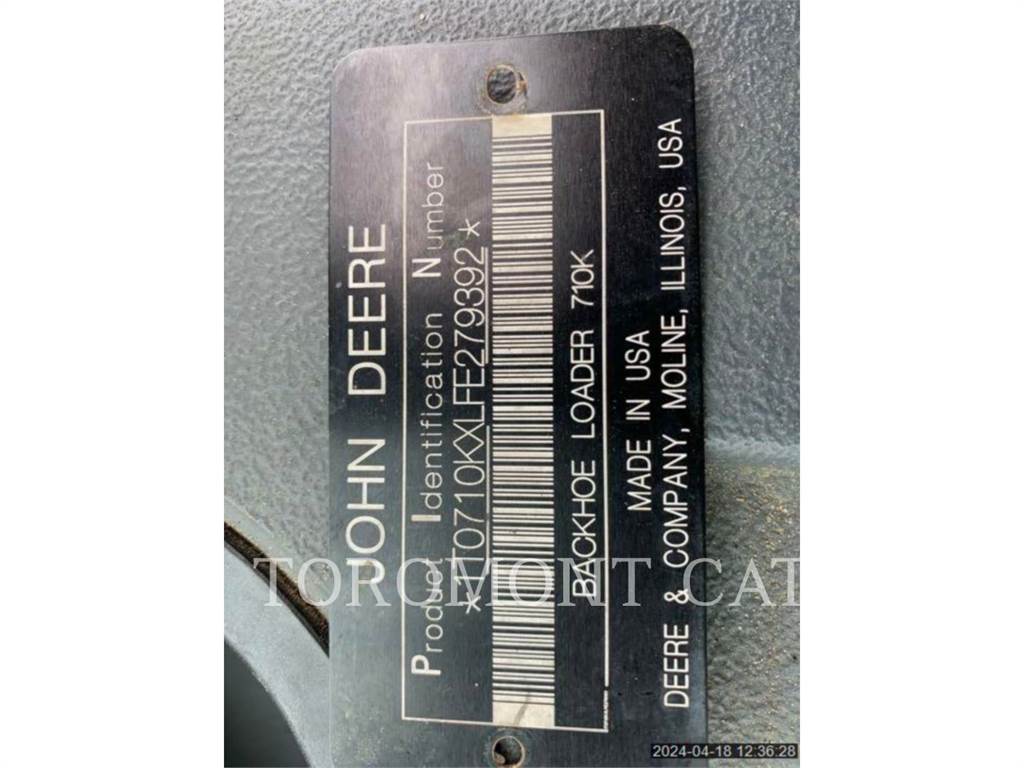 JOHN DEERE
Product Identification Number
*1T0710KXLFE279392*
BACKHOE LOADER 710K
MADE IN USA
DEERE & COMPANY, MOLINE, ILLINOIS, USA
TOROMONT CAT
2024-04-18 12:36:28